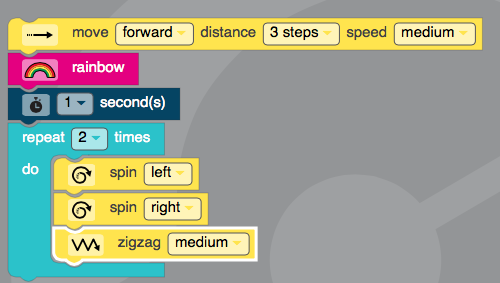 move forward distance 3 steps speed medium
rainbow
1 second(s)
repeat 2 times
do
spin left
spin right
zigzag medium